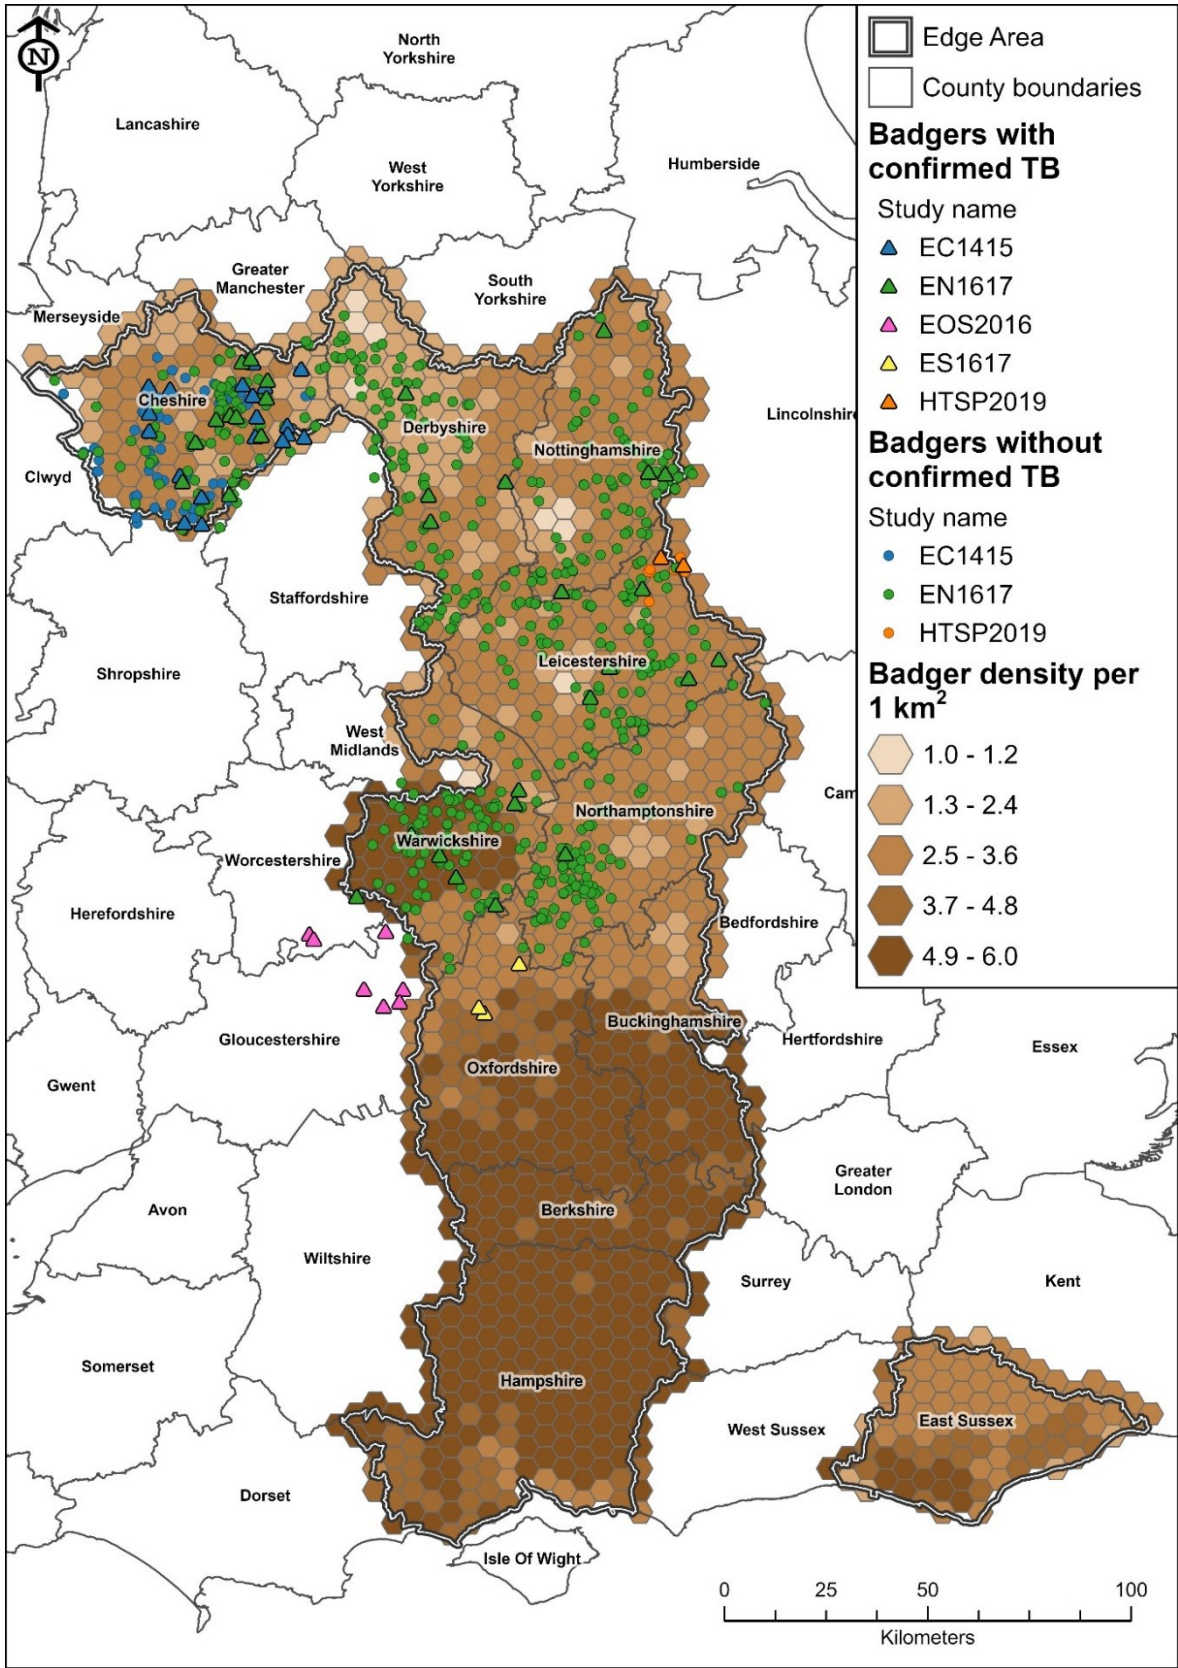 N
North
Yorkshire
Lancashire
West
Yorkshire
Humberside
Greater
Manchester
South
Yorkshire
Merseyside
Cheshire
Derbyshire
Nottinghamshire
Lincolnshire
Clwyd
Staffordshire
Shropshire
Leicestershire
West
Midlands
Northamptonshire
Cam
Warwickshire
Worcestershire
Herefordshire
Bedfordshire
Buckinghamshire
Gloucestershire
Hertfordshire
Essex
Oxfordshire
Gwent
Greater
London
Avon
Berkshire
Wiltshire
Surrey
Kent
Somerset
Hampshire
West Sussex
East Sussex
Dorset
Isle Of Wight
Edge Area
County boundaries
Badgers with
confirmed TB
Study name
EC1415
EN1617
EOS2016
ES1617
HTSP2019
Badgers without
confirmed TB
Study name
EC1415
EN1617
HTSP2019
Badger density per
1 km²
1.0 - 1.2
1.3 - 2.4
2.5 - 3.6
3.7 - 4.8
4.9 - 6.0
0 25 50 100
Kilometers